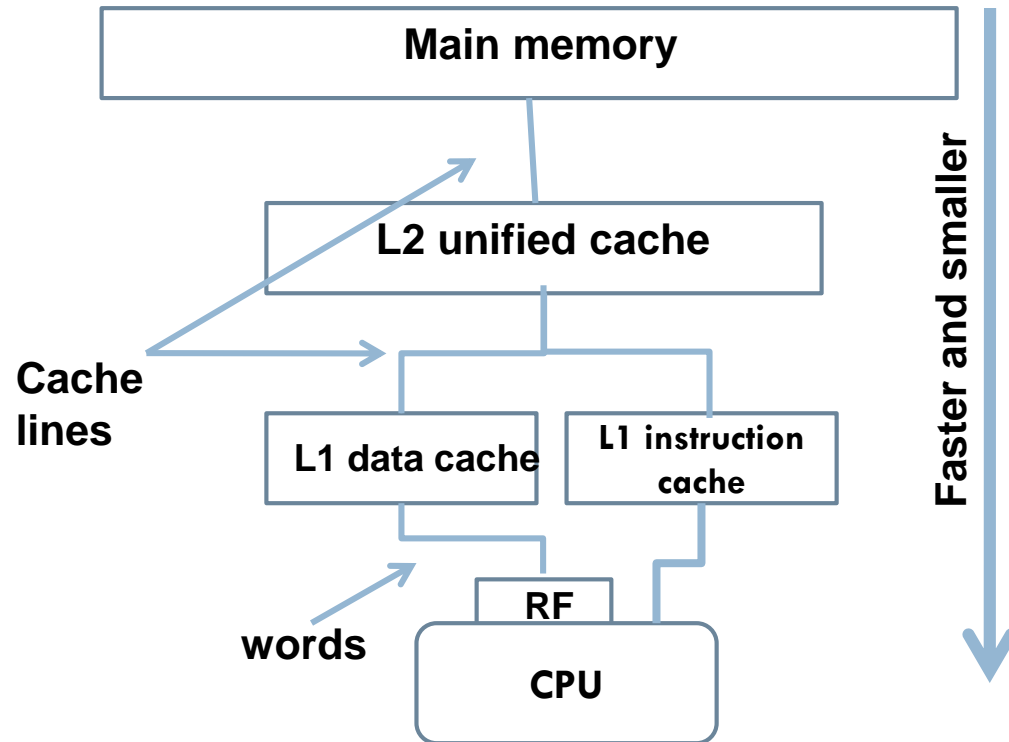 Main memory
L2 unified cache
Cache
lines
L1 data cache
L1 instruction
cache
words
RF
CPU
Faster and smaller